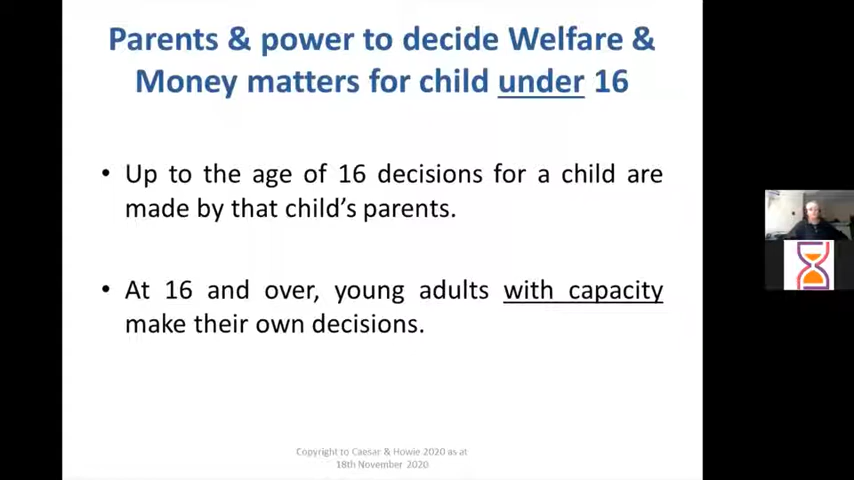 Parents & power to decide Welfare &
Money matters for child under 16
• Up to the age of 16 decisions for a child are
made by that child's parents.
• At 16 and over, young adults with capacity
make their own decisions.
Copyright to Caesar & Howie 2020 as at
18th November 2020